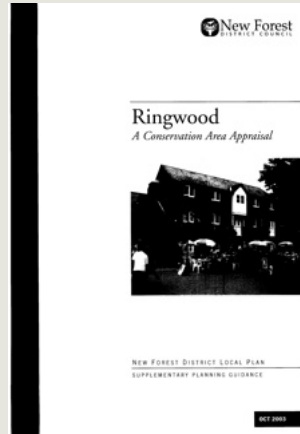 New Forest
DISTRICT COUNCIL
Ringwood
A Conservation Area Appraisal
NEW FOREST DISTRICT LOCAL PLAN
SUPPLEMENTARY PLANNING GUIDANCE
OCT 2003